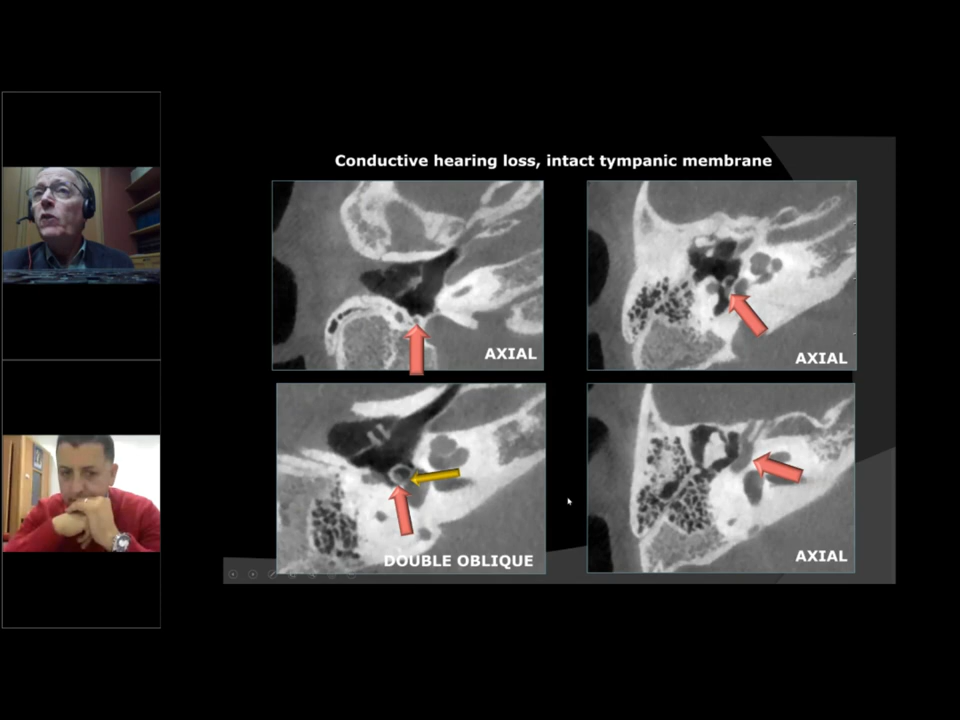 Conductive hearing loss, intact tympanic membrane
AXIAL
AXIAL
DOUBLE OBLIQUE
AXIAL